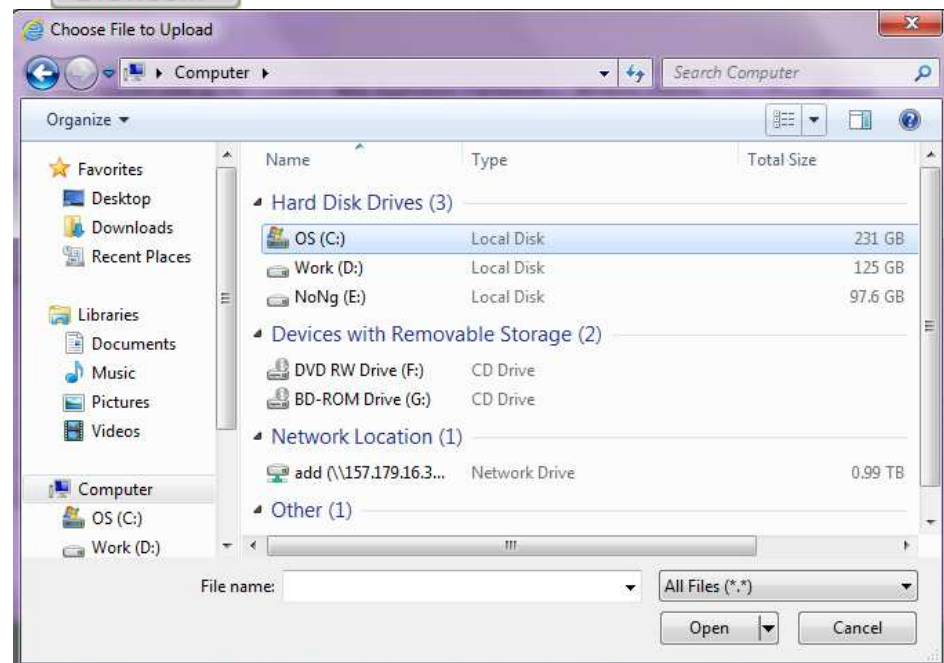 Choose File to Upload
Computer
Search Computer
Organize
Name Type Total Size
Favorites
Desktop
Downloads
Recent Places
Libraries
Documents
Music
Pictures
Videos
Computer
OS (C:)
Work (D:)
Hard Disk Drives (3)
OS (C:) Local Disk 231 GB
Work (D:) Local Disk 125 GB
NoNg (E:) Local Disk 97.6 GB
Devices with Removable Storage (2)
DVD RW Drive (F:) CD Drive
BD-ROM Drive (G:) CD Drive
Network Location (1)
add (\\157.179.16.3... Network Drive 0.99 TB
Other (1)
File name:
All Files (*.*)
Open Cancel